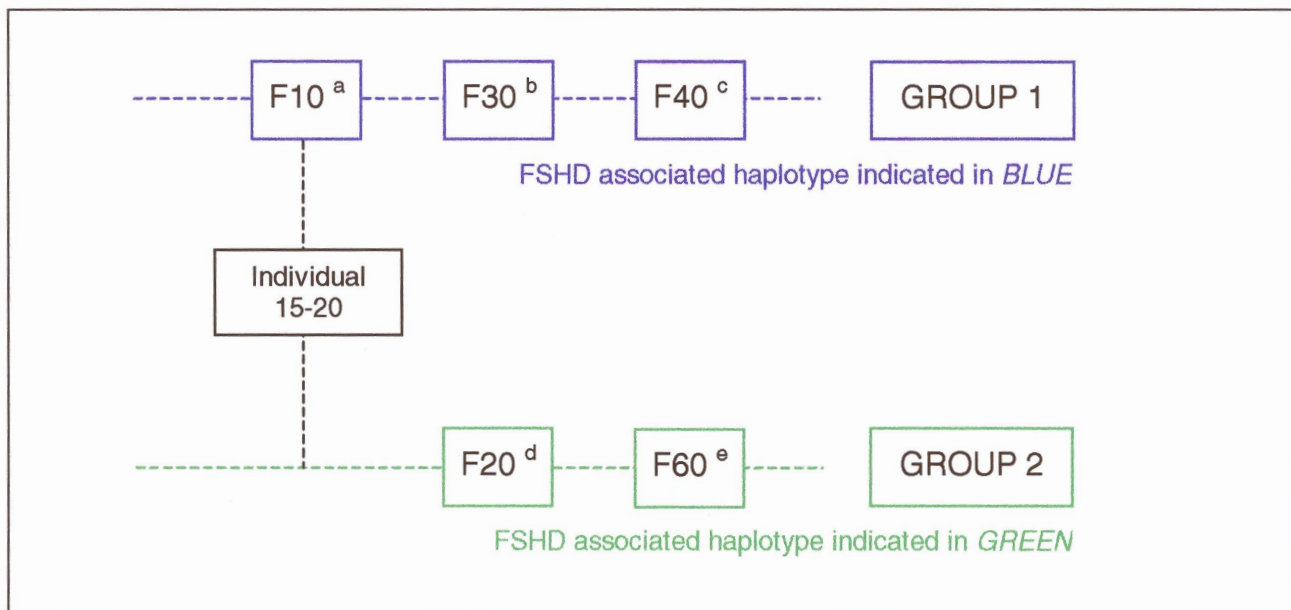 F10 a F30 b F40 c GROUP 1
FSHD associated haplotype indicated in BLUE
Individual
15-20
F20 d F60 e GROUP 2
FSHD associated haplotype indicated in GREEN